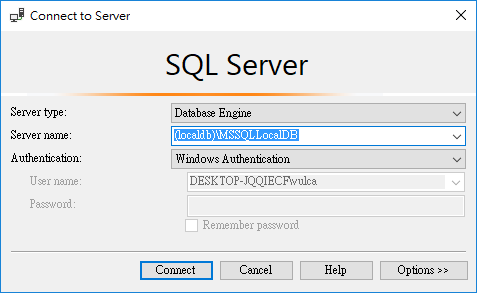 Connect to Server
SQL Server
Server type: Database Engine
Server name: (localdb)\MSSQLLocalDB
Authentication: Windows Authentication
User name: DESKTOP-JQQIECF\wulca
Password:
Remember password
Connect Cancel Help Options >>